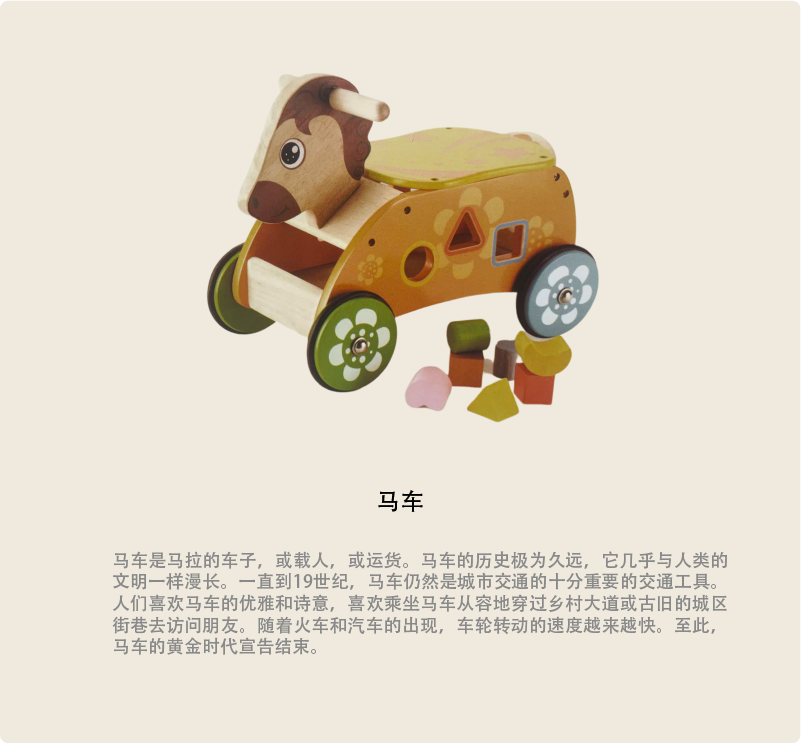 马车
马车是马拉的车子，或载人，或运货。马车的历史极为久远，它几乎与人类的
文明一样漫长。一直到19世纪，马车仍然是城市交通的十分重要的交通工具。
人们喜欢马车的优雅和诗意，喜欢乘坐马车从容地穿过乡村大道或古旧的城区
街巷去访问朋友。随着火车和汽车的出现，车轮转动的速度越来越快。至此，
马车的黄金时代宣告结束。